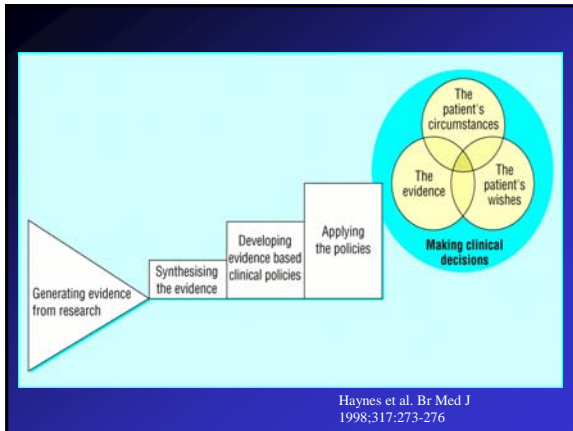 Generating evidence
from research
Synthesising
the evidence
Developing
evidence based
clinical policies
Applying
the policies
The
patient's
circumstances
The
evidence
The
patient's
wishes
Making clinical
decisions
Haynes et al. Br Med J
1998;317:273-276